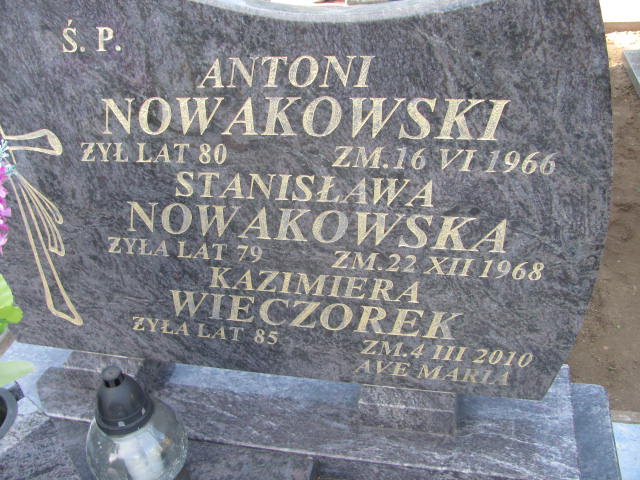 Ś. P.
ANTONI
NOWAKOWSKI
ŻYŁ LAT 80 ZM.16 VI 1966
STANISŁAWA
NOWAKOWSKA
ŻYŁA LAT 79 ZM.22 XII 1968
KAZIMIERA
WIECZOREK
ŻYŁA LAT 85 ZM.4 III 2010
AVE MARIA